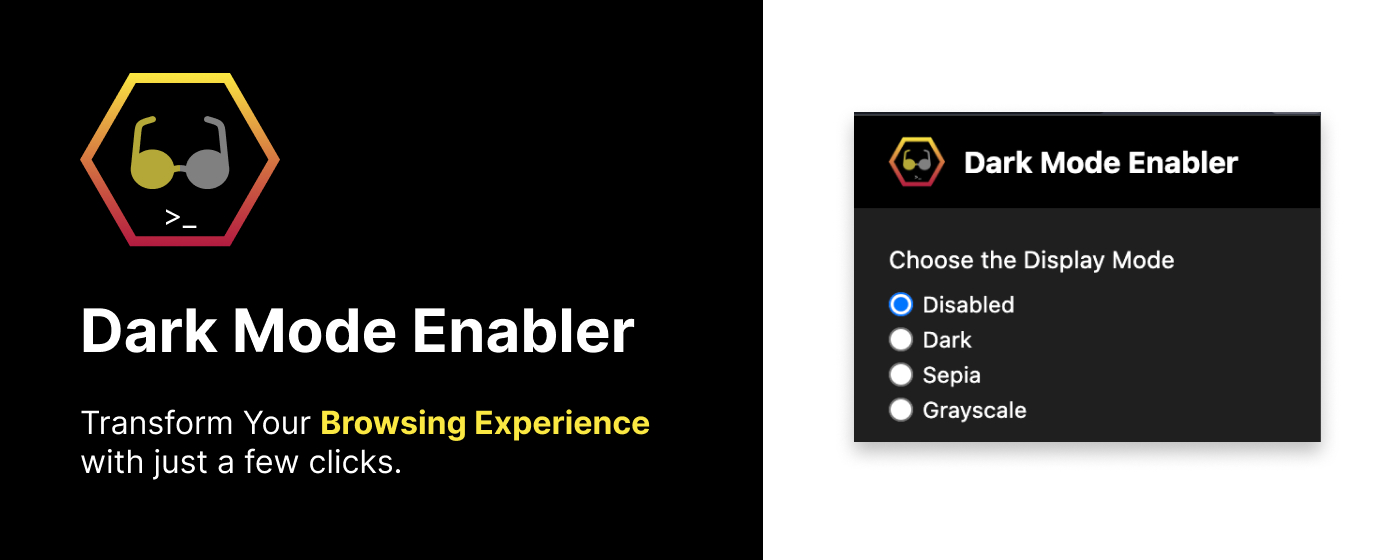 >_
Dark Mode Enabler
Transform Your Browsing Experience
with just a few clicks.
>_
Dark Mode Enabler
Choose the Display Mode
Disabled
Dark
Sepia
Grayscale